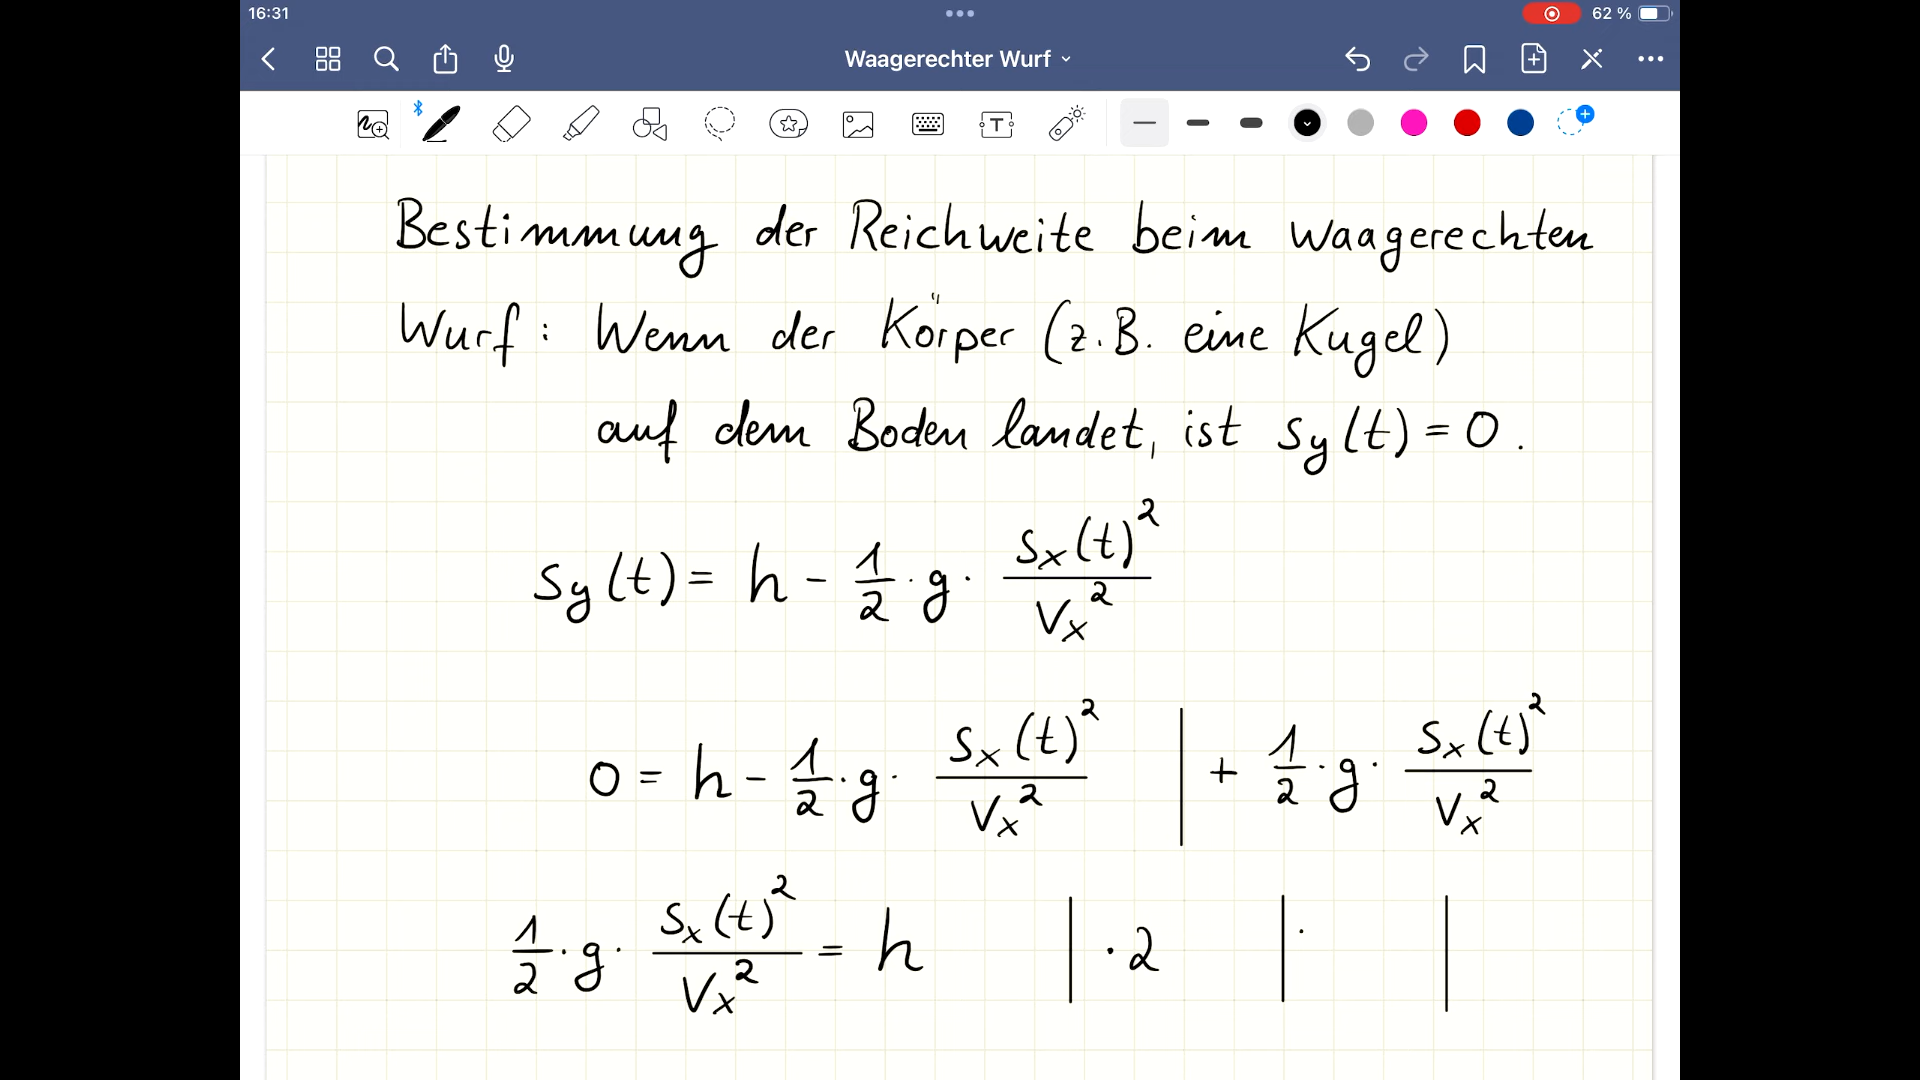 16:31
62 %
Waagerechter Wurf
T
Bestimmung der Reichweite beim waagerechten
Wurf: Wenn der Körper (z.B. eine Kugel)
auf dem Boden landet, ist sy(t) = 0.
sy(t) = h - 1/2 · g · sx(t)²/vx²
0 = h - 1/2 · g · sx(t)²/vx² | + 1/2 · g · sx(t)²/vx²
1/2 · g · sx(t)²/vx² = h | · 2 | · |